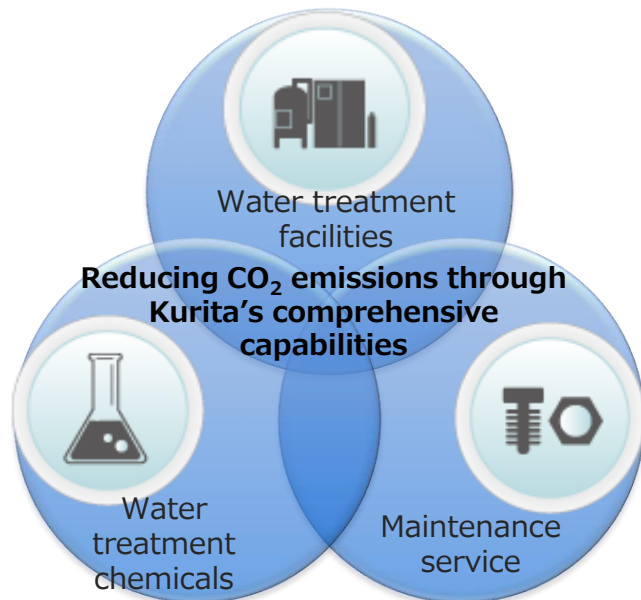 Water treatment
facilities
Reducing CO₂ emissions through
Kurita’s comprehensive
capabilities
Water
treatment
chemicals
Maintenance
service